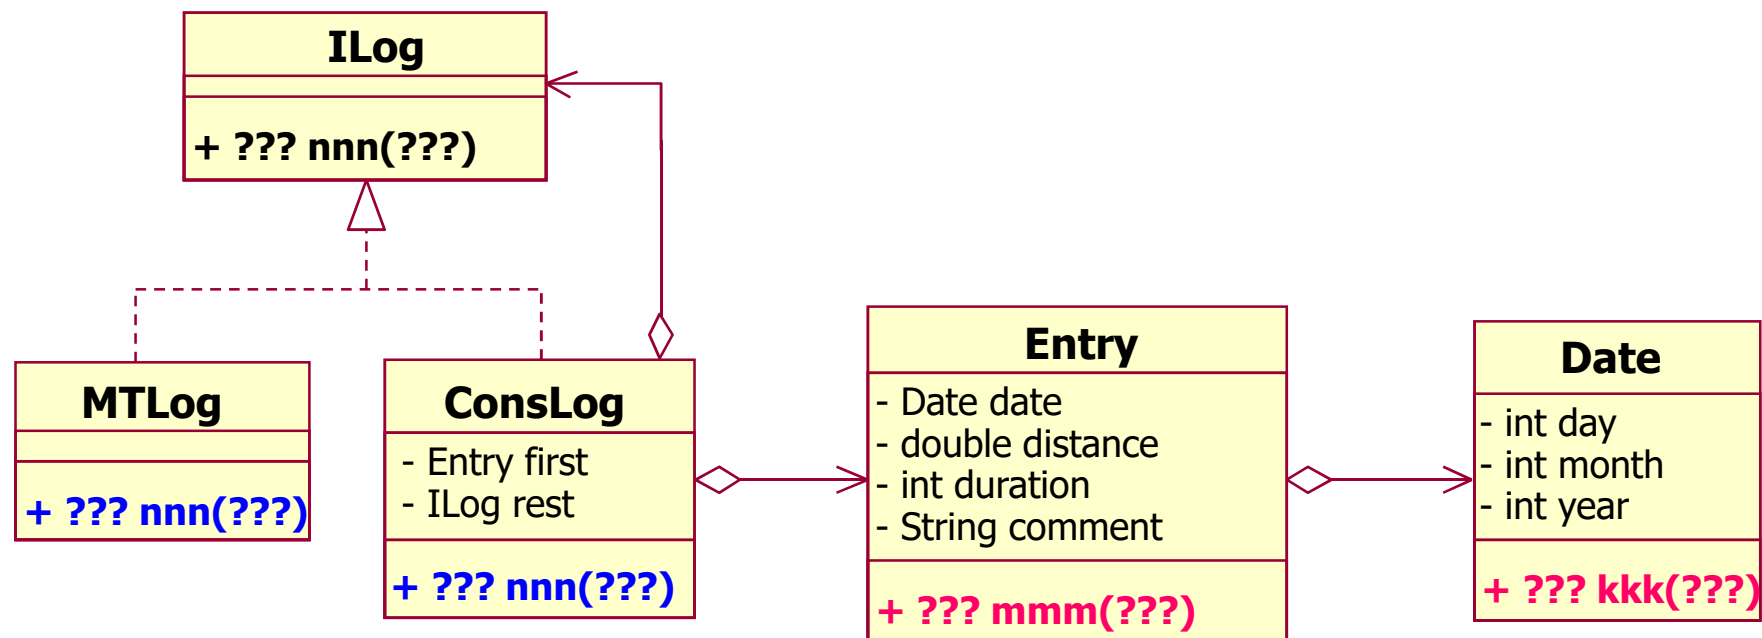 ILog
+ ??? nnn(???)
MTLog
+ ??? nnn(???)
ConsLog
- Entry first
- ILog rest
+ ??? nnn(???)
Entry
- Date date
- double distance
- int duration
- String comment
+ ??? mmm(???)
Date
- int day
- int month
- int year
+ ??? kkk(???)